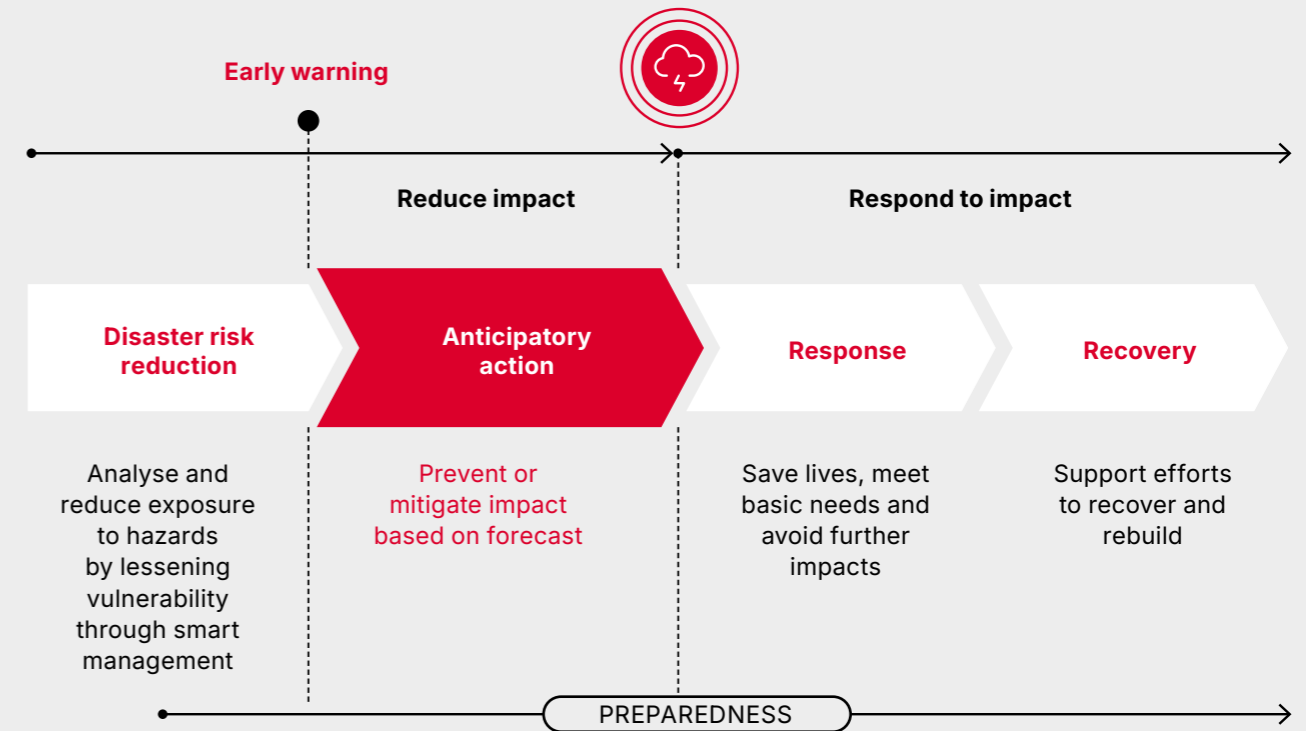 Early warning
Reduce impact
Respond to impact
Disaster risk
reduction
Anticipatory
action
Response
Recovery
Analyse and
reduce exposure
to hazards
by lessening
vulnerability
through smart
management
Prevent or
mitigate impact
based on forecast
Save lives, meet
basic needs and
avoid further
impacts
Support efforts
to recover and
rebuild
PREPAREDNESS